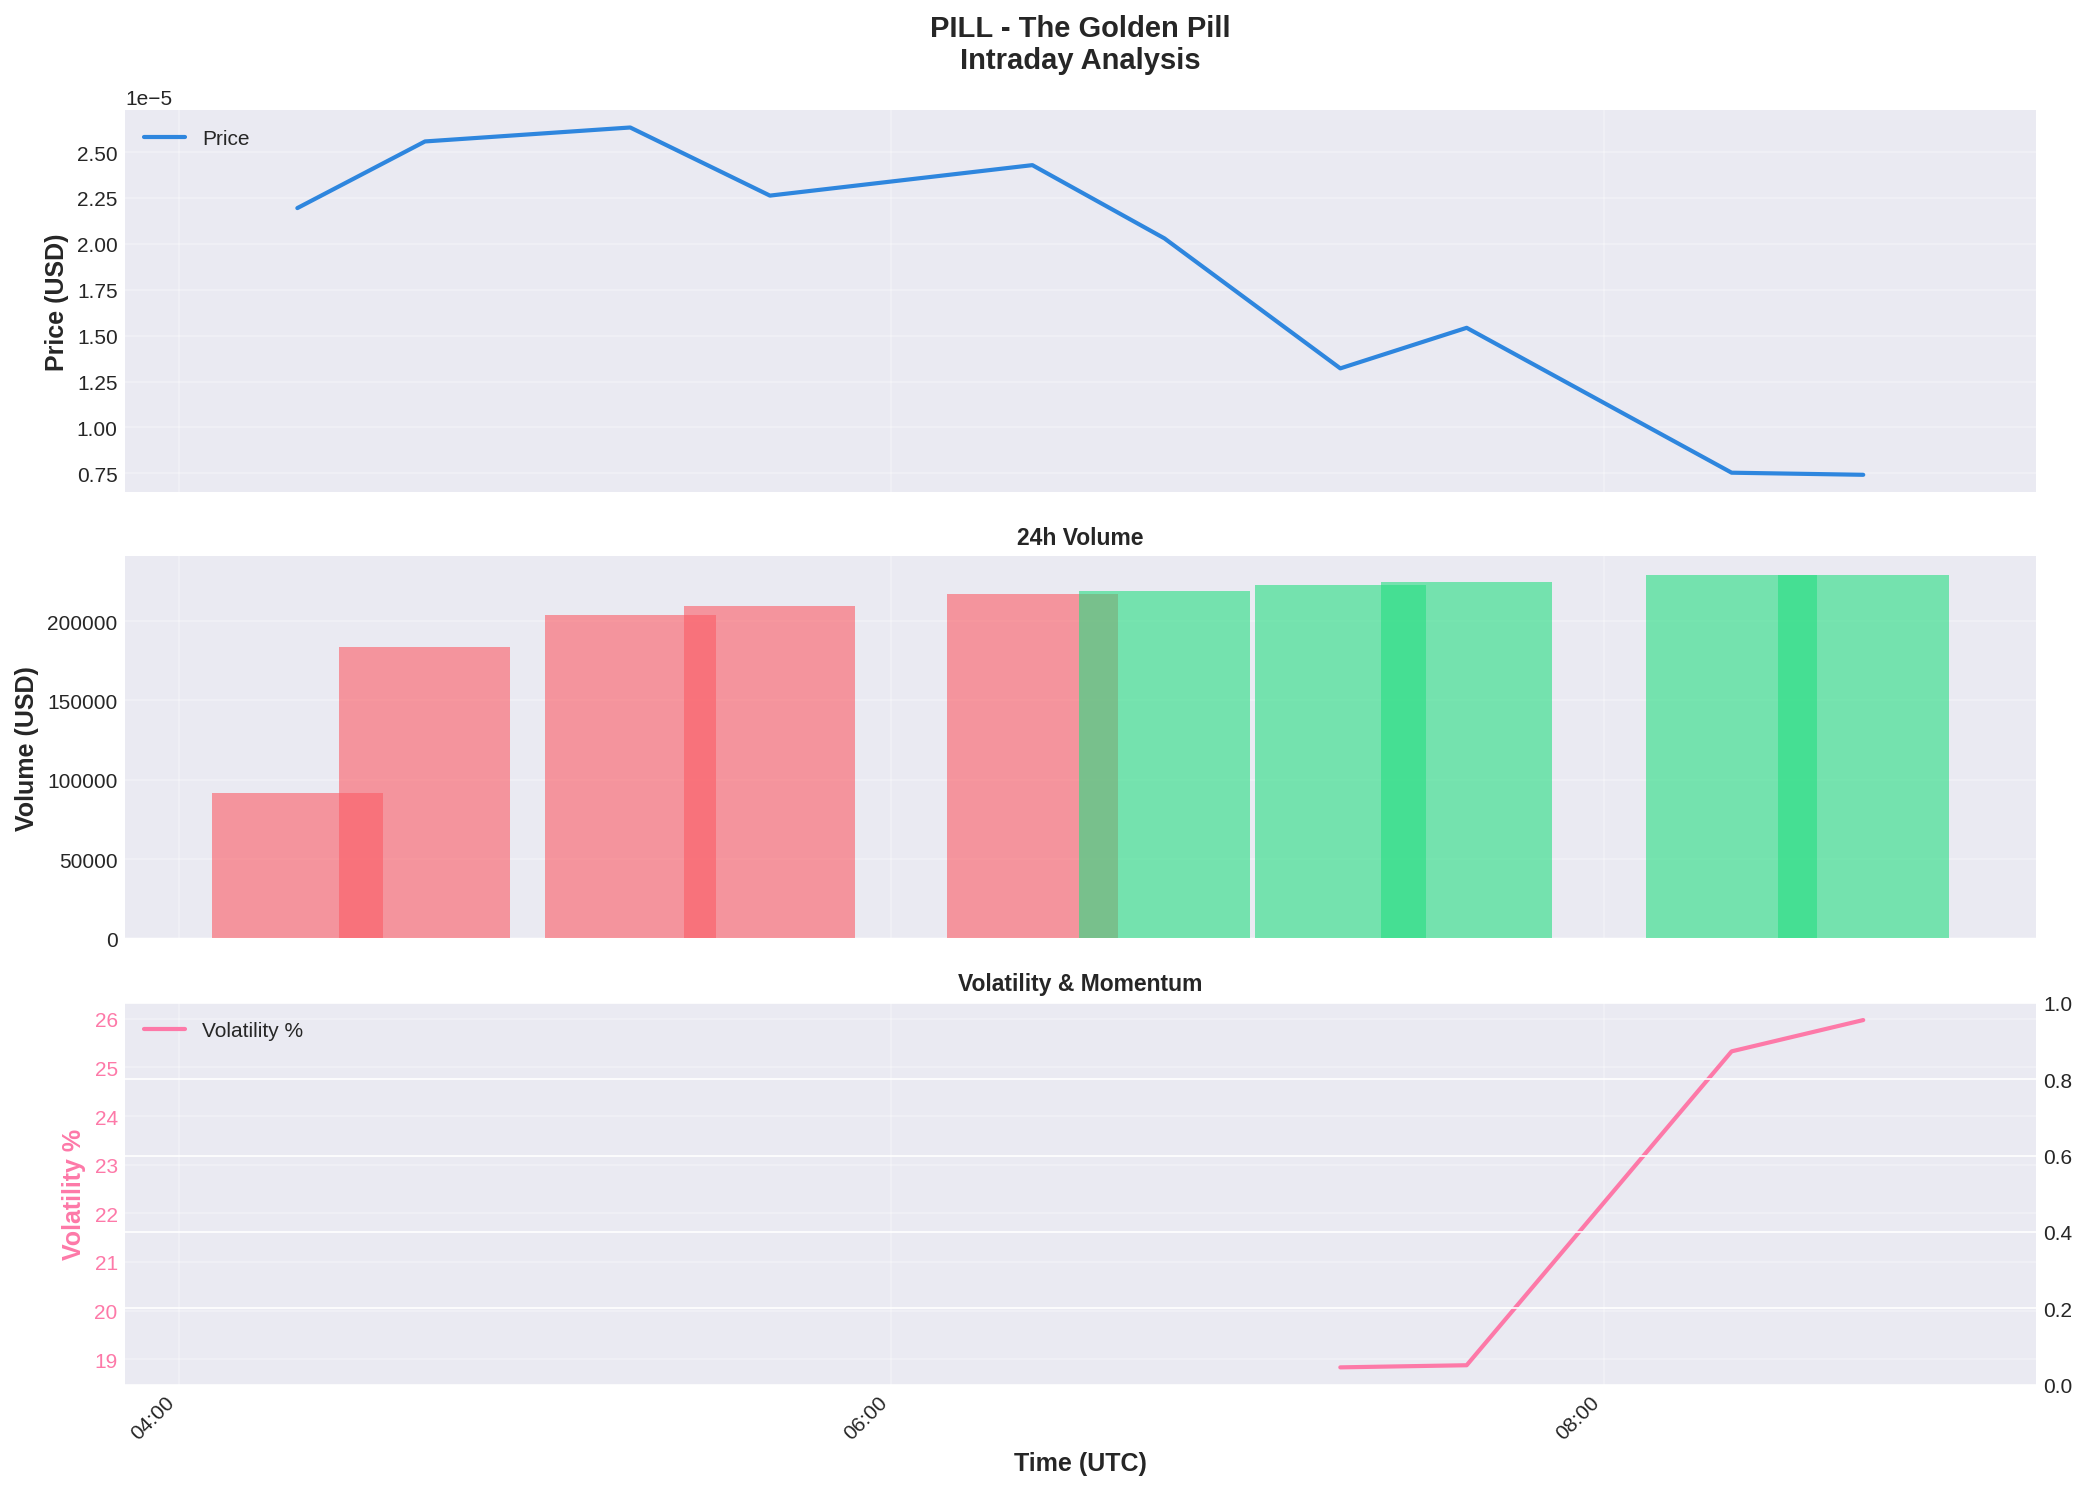 PILL - The Golden Pill
Intraday Analysis
1e−5
Price
2.50
2.25
2.00
1.75
1.50
1.25
1.00
0.75
Price (USD)
24h Volume
200000
150000
100000
50000
0
Volume (USD)
Volatility & Momentum
Volatility %
26
25
24
23
22
21
20
19
Volatility %
1.0
0.8
0.6
0.4
0.2
0.0
04:00
06:00
08:00
Time (UTC)